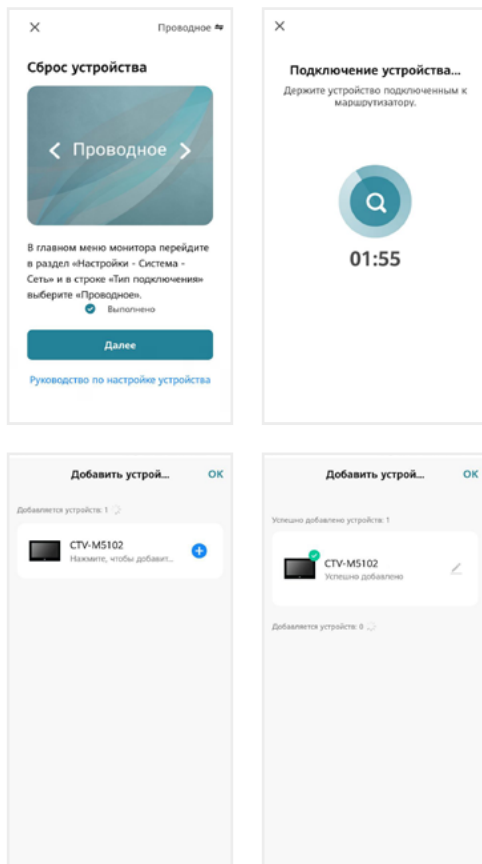 Проводное
Сброс устройства
Проводное
В главном меню монитора перейдите
в раздел «Настройки - Система -
Сеть» и в строке «Тип подключения»
выберите «Проводное».
Выполнено
Далее
Руководство по настройке устройства
Подключение устройства...
Держите устройство подключенным к
маршрутизатору.
01:55
Добавить устрой... ОК
Добавляется устройств: 1
CTV-M5102
Нажмите, чтобы добавит...
Добавить устрой... ОК
Успешно добавлено устройств: 1
CTV-M5102
Успешно добавлено
Добавляется устройств: 0